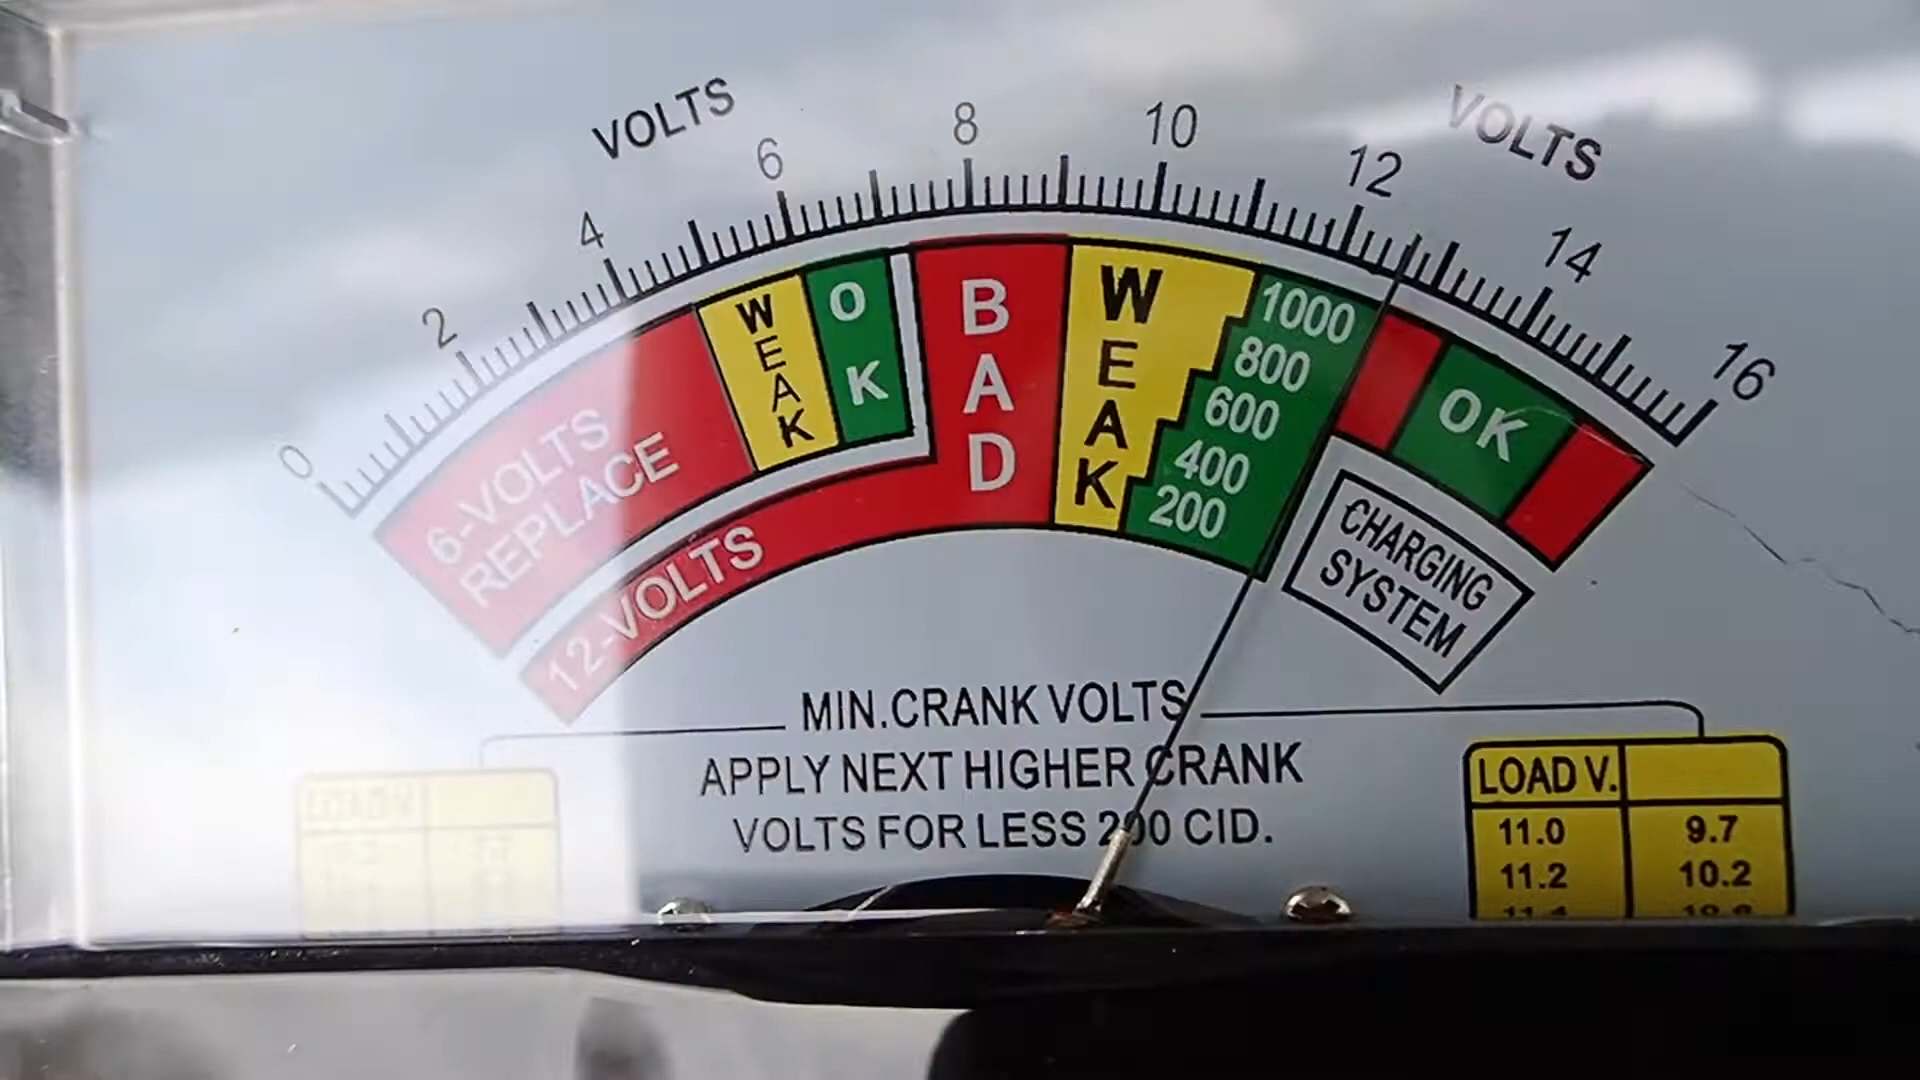 VOLTS
VOLTS
0 2 4 6 8 10 12 14 16
6-VOLTS
REPLACE
WEAK
OK
12-VOLTS
BAD
WEAK
1000
800
600
400
200
OK
CHARGING
SYSTEM
MIN.CRANK VOLTS
APPLY NEXT HIGHER CRANK
VOLTS FOR LESS 200 CID.
LOAD V.
LOAD V.
11.0 9.7
11.2 10.2